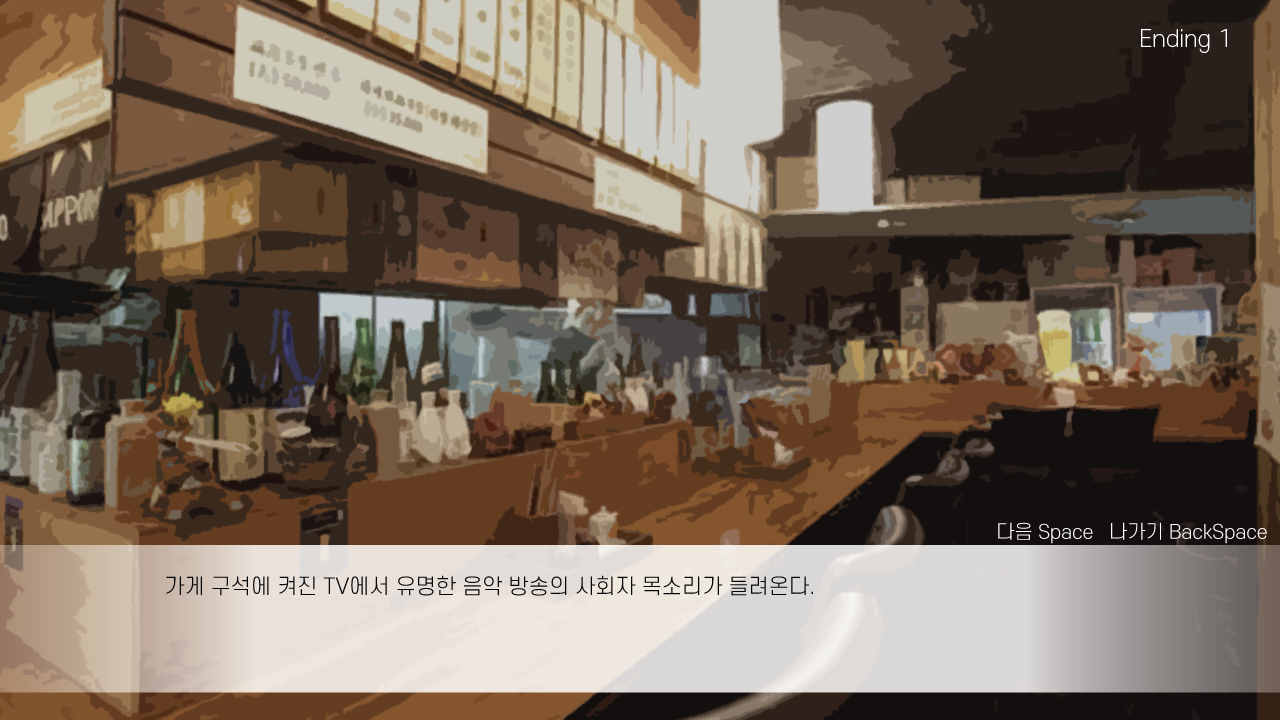 Ending 1
다음 Space 나가기 BackSpace
가게 구석에 켜진 TV에서 유명한 음악 방송의 사회자 목소리가 들려온다.